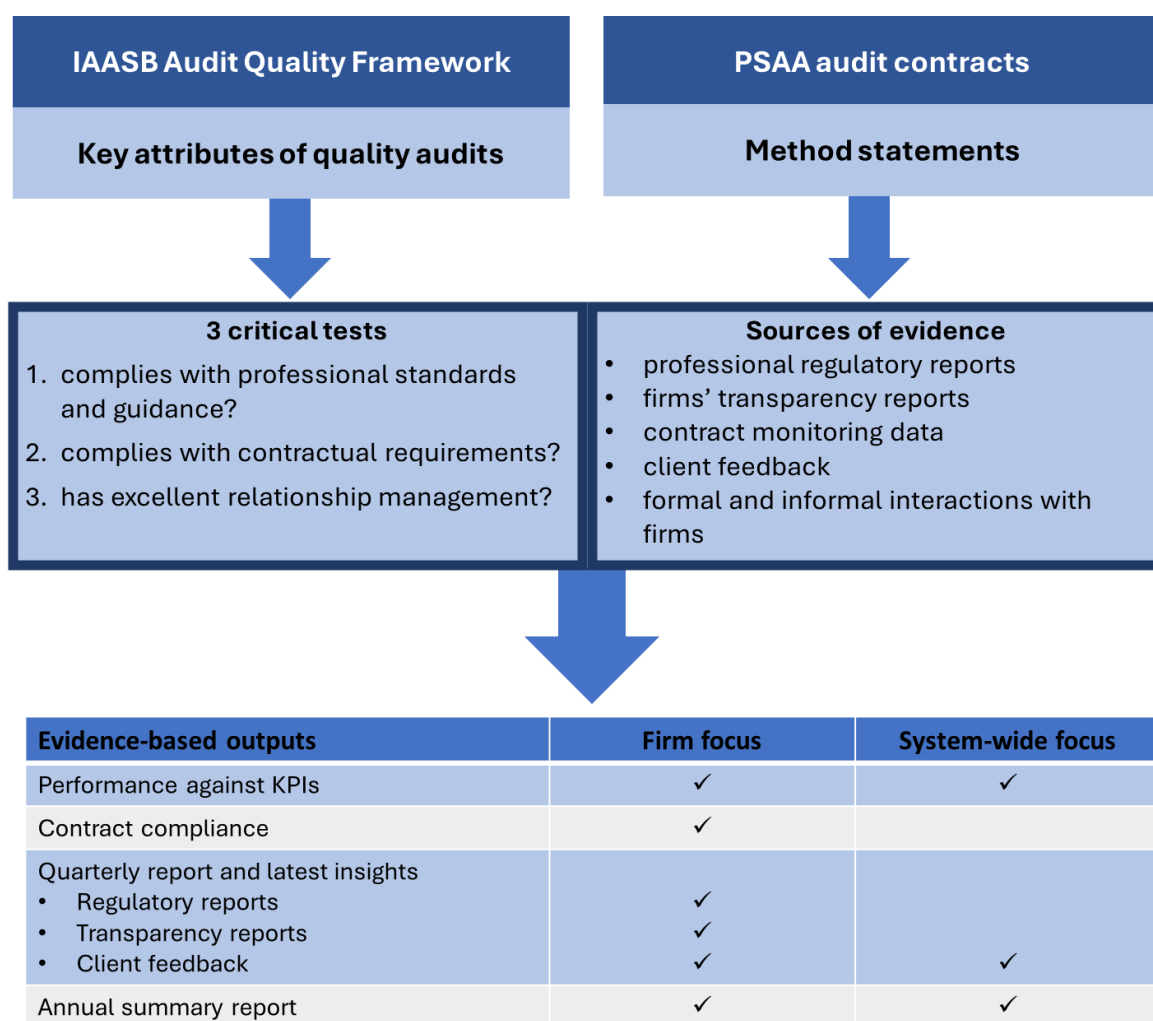 IAASB Audit Quality Framework
Key attributes of quality audits
PSAA audit contracts
Method statements
3 critical tests
1. complies with professional standards
and guidance?
2. complies with contractual requirements?
3. has excellent relationship management?
Sources of evidence
• professional regulatory reports
• firms’ transparency reports
• contract monitoring data
• client feedback
• formal and informal interactions with
firms
Evidence-based outputs Firm focus System-wide focus
Performance against KPIs ✓ ✓
Contract compliance ✓
Quarterly report and latest insights
• Regulatory reports ✓
• Transparency reports ✓
• Client feedback ✓ ✓
Annual summary report ✓ ✓